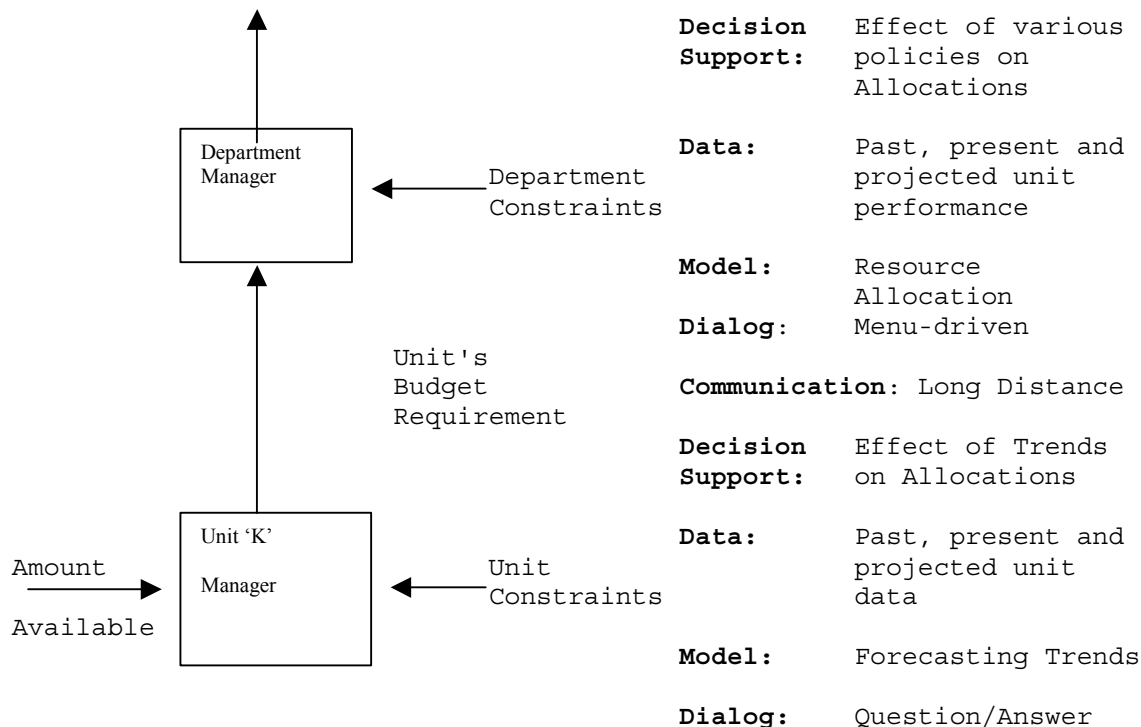 Decision Effect of various
Support: policies on
Allocations
Department
Manager
Data: Past, present and
Department projected unit
Constraints performance
Model: Resource
Allocation
Dialog: Menu-driven
Unit's
Budget
Requirement
Communication: Long Distance
Decision Effect of Trends
Support: on Allocations
Unit ‘K’
Manager
Amount
Available
Unit
Constraints
Data: Past, present and
projected unit
data
Model: Forecasting Trends
Dialog: Question/Answer